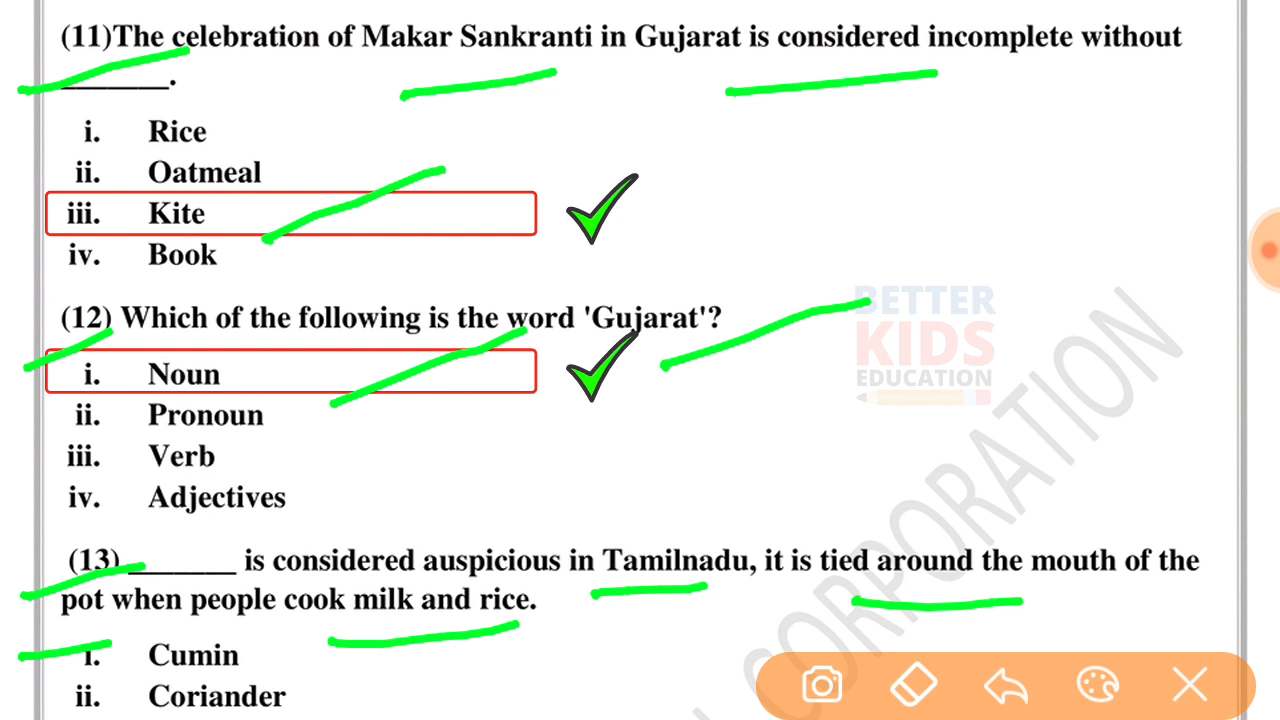 (11)The celebration of Makar Sankranti in Gujarat is considered incomplete without
_______.
i. Rice
ii. Oatmeal
iii. Kite
iv. Book
(12) Which of the following is the word 'Gujarat'?
i. Noun
ii. Pronoun
iii. Verb
iv. Adjectives
BETTER
KIDS
EDUCATION
(13) _______ is considered auspicious in Tamilnadu, it is tied around the mouth of the
pot when people cook milk and rice.
i. Cumin
ii. Coriander
CORPORATION